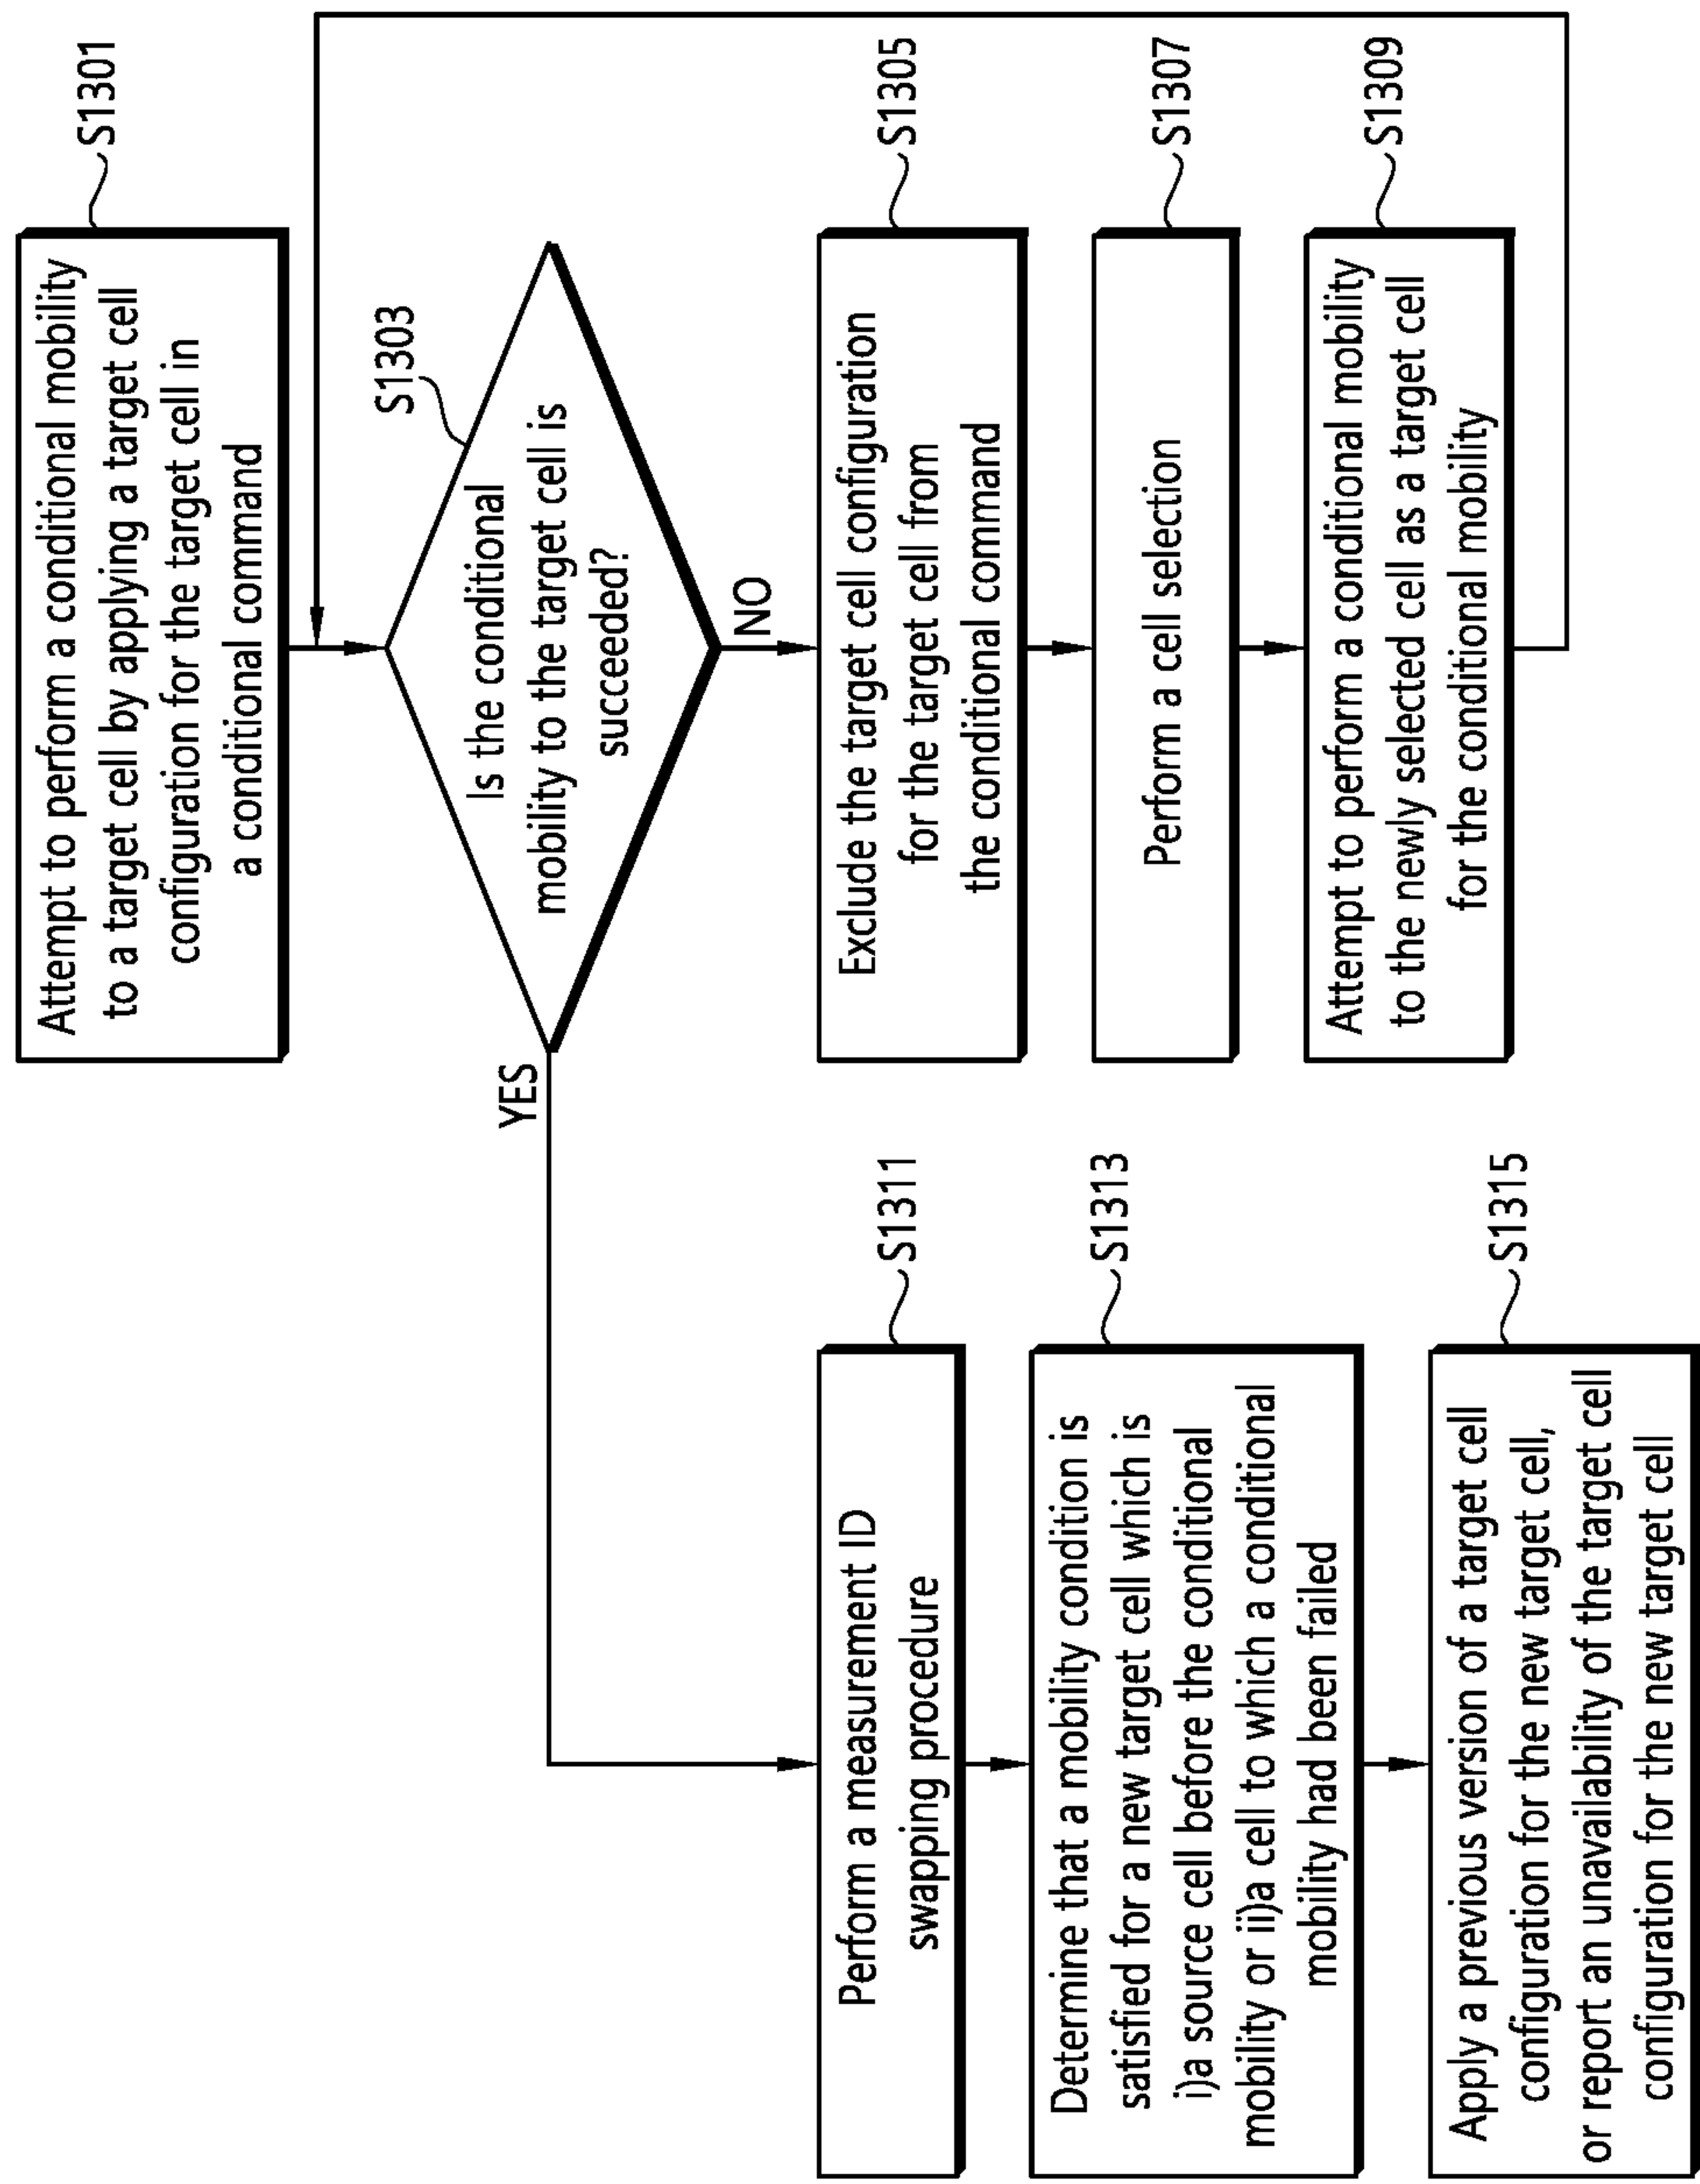 S1301
Attempt to perform a conditional mobility
to a target cell by applying a target cell
configuration for the target cell in
a conditional command
S1303
Is the conditional
mobility to the target cell is
succeeded?
YES
NO
S1305
Exclude the target cell configuration
for the target cell from
the conditional command
S1307
Perform a cell selection
S1309
Attempt to perform a conditional mobility
to the newly selected cell as a target cell
for the conditional mobility
S1311
Perform a measurement ID
swapping procedure
S1313
Determine that a mobility condition is
satisfied for a new target cell which is
i)a source cell before the conditional
mobility or ii)a cell to which a conditional
mobility had been failed
S1315
Apply a previous version of a target cell
configuration for the new target cell,
or report an unavailability of the target cell
configuration for the new target cell